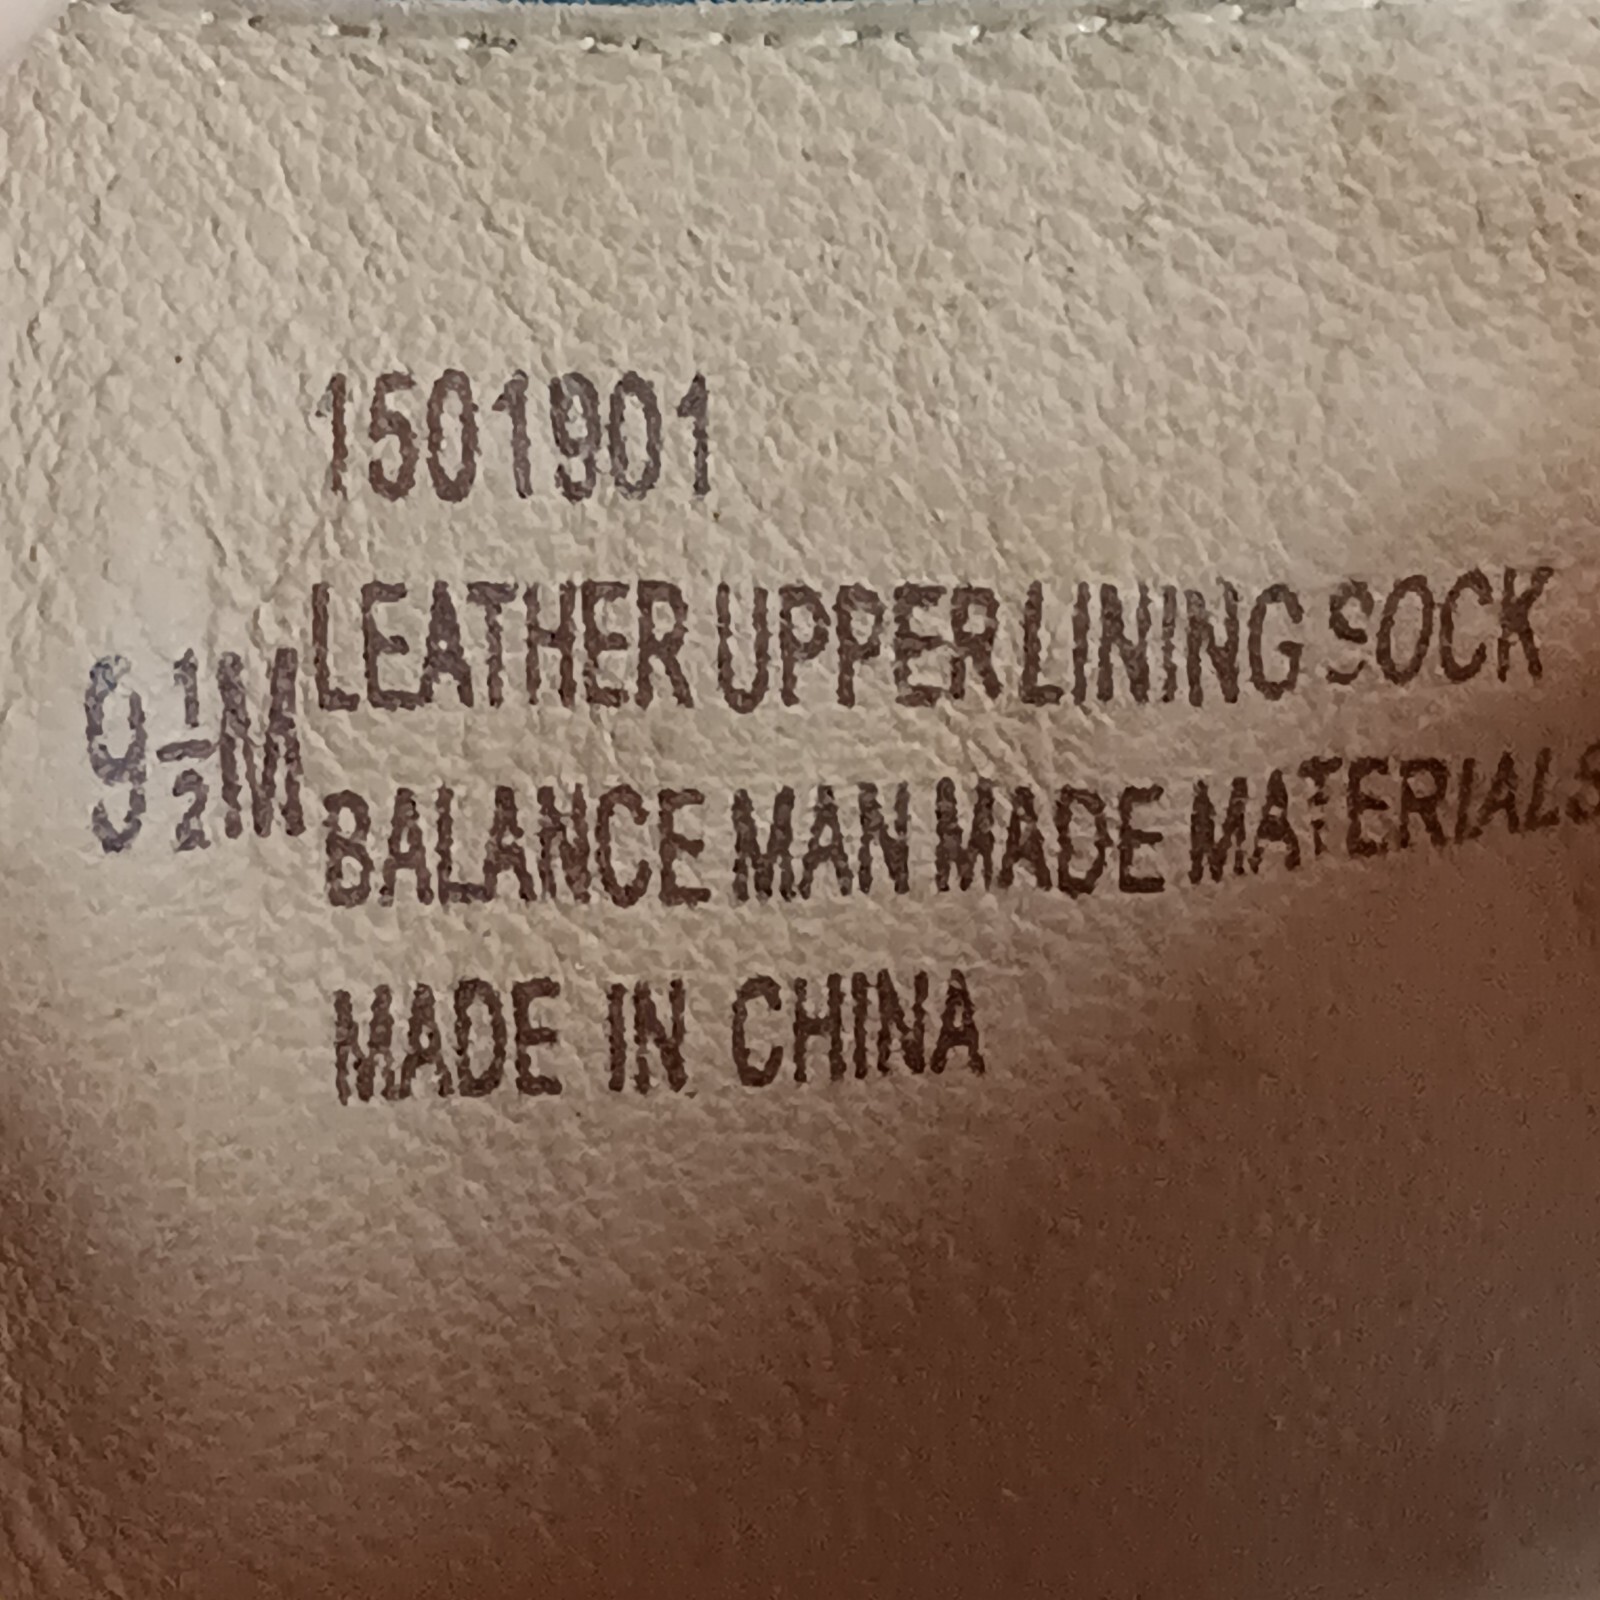 1501901
9½M
LEATHER UPPER LINING SOCK
BALANCE MAN MADE MATERIALS
MADE IN CHINA